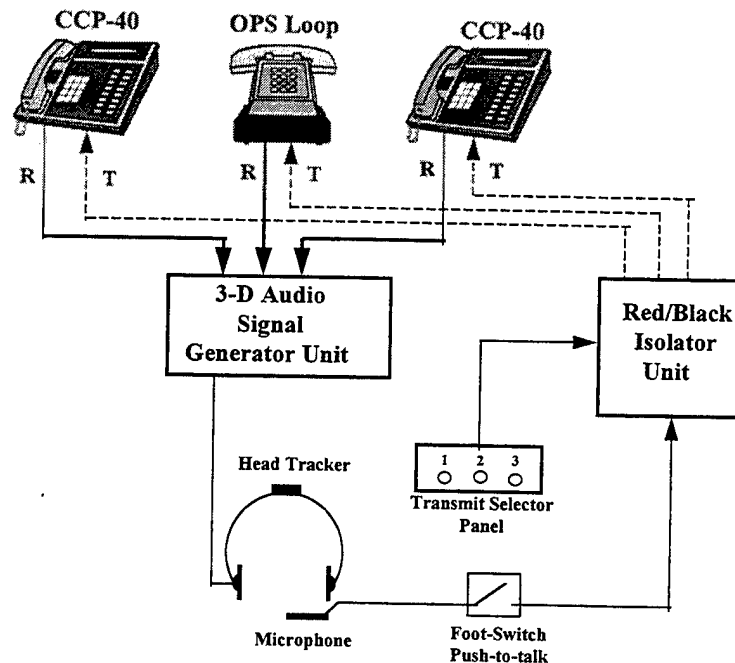 CCP-40
OPS Loop
CCP-40
R
T
R
T
R
T
3-D Audio
Signal
Generator Unit
Red/Black
Isolator
Unit
1 2 3
Transmit Selector
Panel
Head Tracker
Microphone
Foot-Switch
Push-to-talk